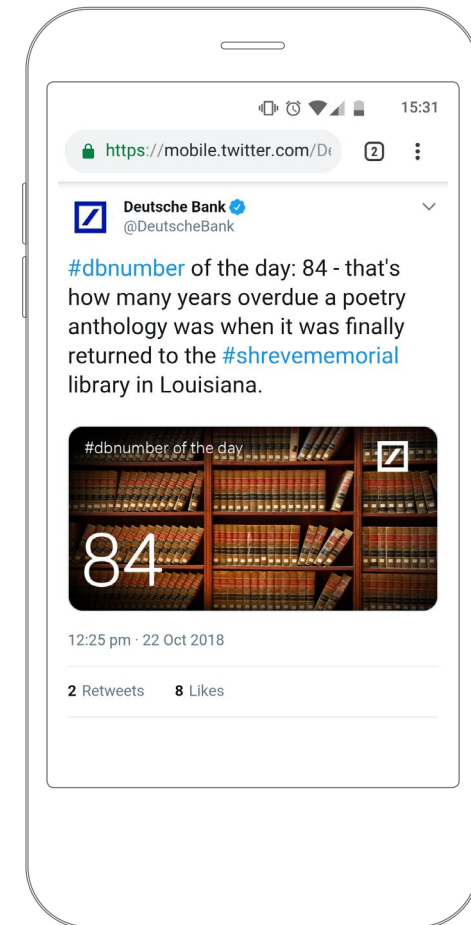 15:31
https://mobile.twitter.com/De
2
Deutsche Bank
@DeutscheBank
#dbnumber of the day: 84 - that's
how many years overdue a poetry
anthology was when it was finally
returned to the #shrevememorial
library in Louisiana.
#dbnumber of the day
84
12:25 pm · 22 Oct 2018
2 Retweets 8 Likes